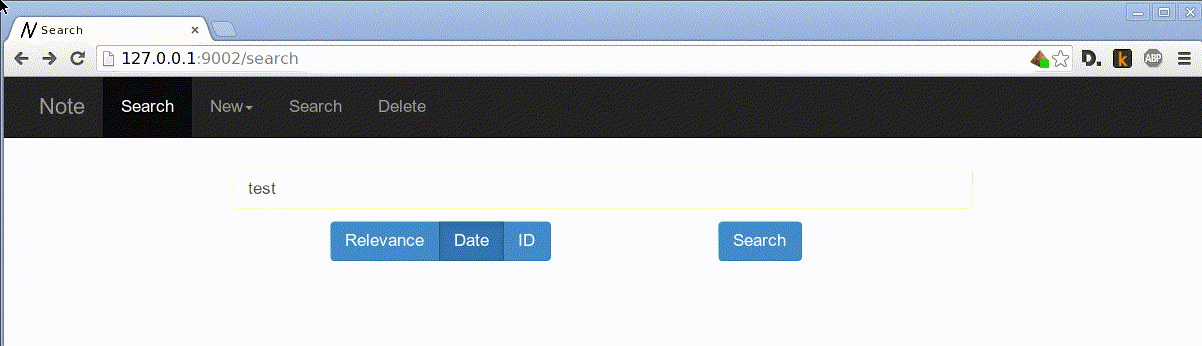 Search
127.0.0.1:9002/search
D. k ABP
Note Search New Search Delete
test
Relevance Date ID Search